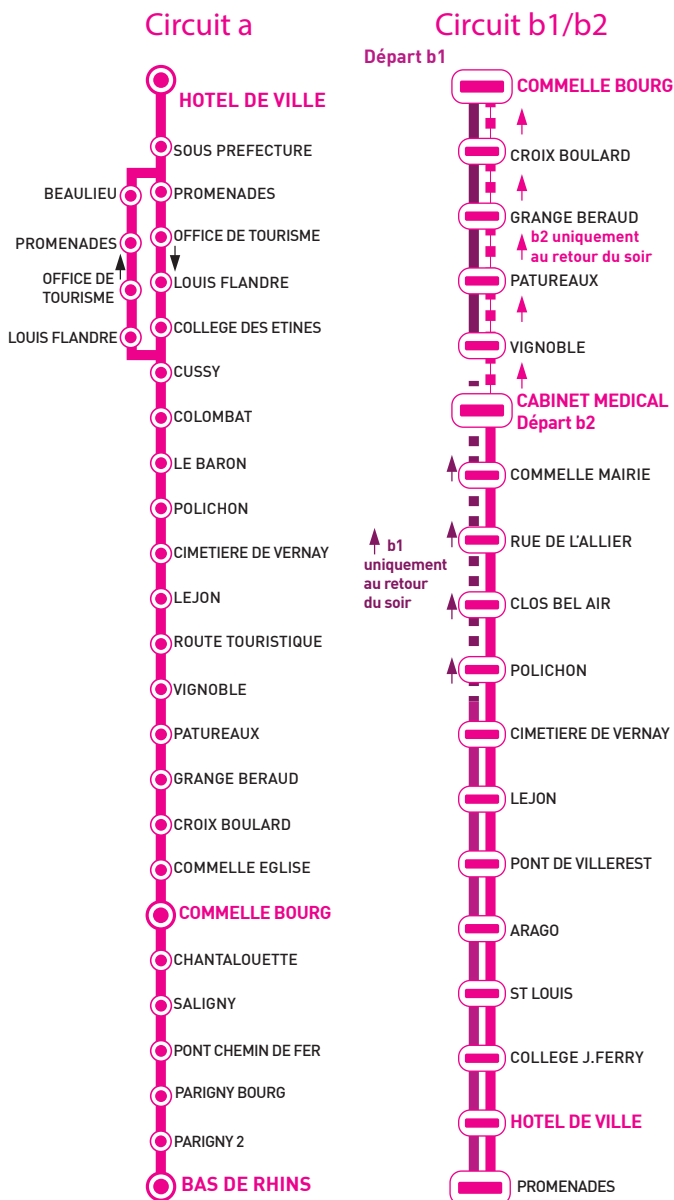 Circuit a
HOTEL DE VILLE
SOUS PREFECTURE
BEAULIEU
PROMENADES
OFFICE DE
TOURISME
LOUIS FLANDRE
PROMENADES
OFFICE DE TOURISME
LOUIS FLANDRE
COLLEGE DES ETINES
CUSSY
COLOMBAT
LE BARON
POLICHON
CIMETIERE DE VERNAY
LEJON
ROUTE TOURISTIQUE
VIGNOBLE
PATUREAUX
GRANGE BERAUD
CROIX BOULARD
COMMELLE EGLISE
COMMELLE BOURG
CHANTALOUETTE
SALIGNY
PONT CHEMIN DE FER
PARIGNY BOURG
PARIGNY 2
BAS DE RHINS
Circuit b1/b2
Départ b1
COMMELLE BOURG
CROIX BOULARD
GRANGE BERAUD
b2 uniquement
au retour du soir
PATUREAUX
VIGNOBLE
CABINET MEDICAL
Départ b2
COMMELLE MAIRIE
RUE DE L'ALLIER
b1
uniquement
au retour
du soir
CLOS BEL AIR
POLICHON
CIMETIERE DE VERNAY
LEJON
PONT DE VILLEREST
ARAGO
ST LOUIS
COLLEGE J.FERRY
HOTEL DE VILLE
PROMENADES